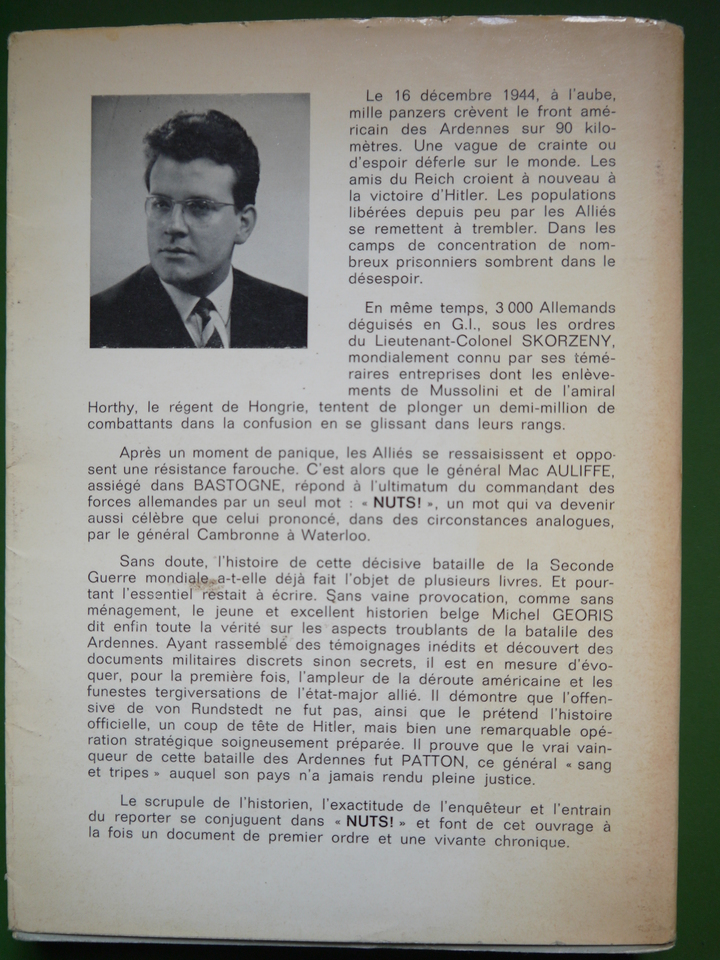 Le 16 décembre 1944, à l'aube,
mille panzers crèvent le front amé-
ricain des Ardennes sur 90 kilo-
mètres. Une vague de crainte ou
d'espoir déferle sur le monde. Les
amis du Reich croient à nouveau à
la victoire d'Hitler. Les populations
libérées depuis peu par les Alliés
se remettent à trembler. Dans les
camps de concentration de nom-
breux prisonniers sombrent dans le
désespoir.
En même temps, 3 000 Allemands
déguisés en G.I., sous les ordres
du Lieutenant-Colonel SKORZENY,
mondialement connu par ses témé-
raires entreprises dont les enlève-
ments de Mussolini et de l'amiral
Horthy, le régent de Hongrie, tentent de plonger un demi-million de
combattants dans la confusion en se glissant dans leurs rangs.
Après un moment de panique, les Alliés se ressaisissent et oppo-
sent une résistance farouche. C'est alors que le général Mac AULIFFE,
assiégé dans BASTOGNE, répond à l'ultimatum du commandant des
forces allemandes par un seul mot : « NUTS! », un mot qui va devenir
aussi célèbre que celui prononcé, dans des circonstances analogues,
par le général Cambronne à Waterloo.
Sans doute, l'histoire de cette décisive bataille de la Seconde
Guerre mondiale a-t-elle déjà fait l'objet de plusieurs livres. Et pour-
tant l'essentiel restait à écrire. Sans vaine provocation, comme sans
ménagement, le jeune et excellent historien belge Michel GEORIS
dit enfin toute la vérité sur les aspects troublants de la batalile des
Ardennes. Ayant rassemblé des témoignages inédits et découvert des
documents militaires discrets sinon secrets, il est en mesure d'évo-
quer, pour la première fois, l'ampleur de la déroute américaine et les
funestes tergiversations de l'état-major allié. Il démontre que l'offen-
sive de von Rundstedt ne fut pas, ainsi que le prétend l'histoire
officielle, un coup de tête de Hitler, mais bien une remarquable opé-
ration stratégique soigneusement préparée. Il prouve que le vrai vain-
queur de cette bataille des Ardennes fut PATTON, ce général « sang
et tripes » auquel son pays n'a jamais rendu pleine justice.
Le scrupule de l'historien, l'exactitude de l'enquêteur et l'entrain
du reporter se conjuguent dans « NUTS! » et font de cet ouvrage à
la fois un document de premier ordre et une vivante chronique.